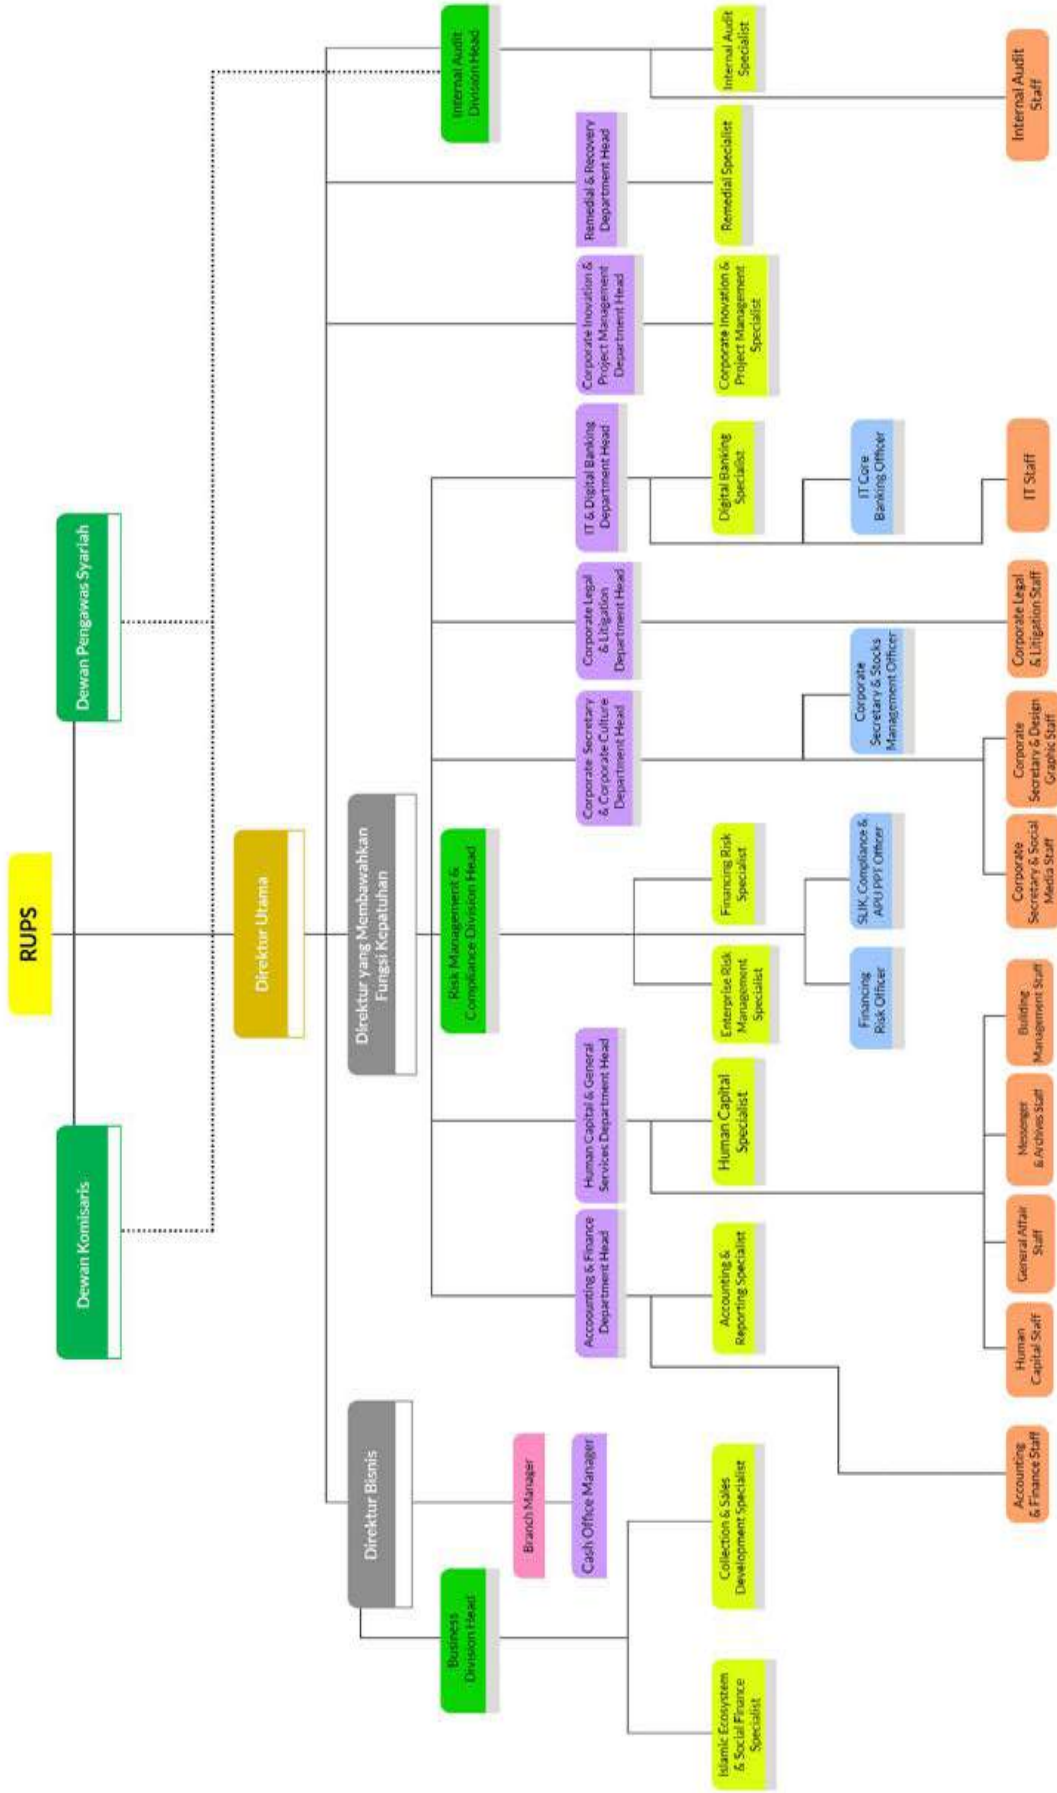 RUPS
Dewan Komisaris
Dewan Pengawas Syariah
Direktur Utama
Direktur Bisnis
Direktur yang Membawahkan
Fungsi Kepatuhan
Business
Division Head
Risk Management &
Compliance Division Head
Internal Audit
Division Head
Branch Manager
Cash Office Manager
Accoounting & Finance
Department Head
Human Capital & General
Services Department Head
Corporate Secretary
& Corporate Culture
Department Head
Corporate Legal
& Litigation
Department Head
IT & Digital Banking
Department Head
Corporate Inovation &
Project Management
Department Head
Remedial & Recovery
Department Head
Islamic Ecosystem
& Social Finance
Specialist
Collection & Sales
Development Specialist
Accounting &
Reporting Specialist
Human Capital
Specialist
Enterprise Risk
Management
Specialist
Financing Risk
Specialist
Digital Banking
Specialist
Corporate Inovation &
Project Management
Specialist
Remedial Specialist
Internal Audit
Specialist
Financing
Risk Officer
SLIK, Compliance &
APU PPT Officer
Corporate
Secretary & Stocks
Management Officer
IT Core
Banking Officer
Accounting
& Finance Staff
Human
Capital Staff
General Affair
Staff
Messenger
& Archives Staff
Building
Management Staff
Corporate
Secretary & Social
Media Staff
Corporate
Secretary & Design
Graphic Staff
Corporate Legal
& Litigation Staff
IT Staff
Internal Audit
Staff